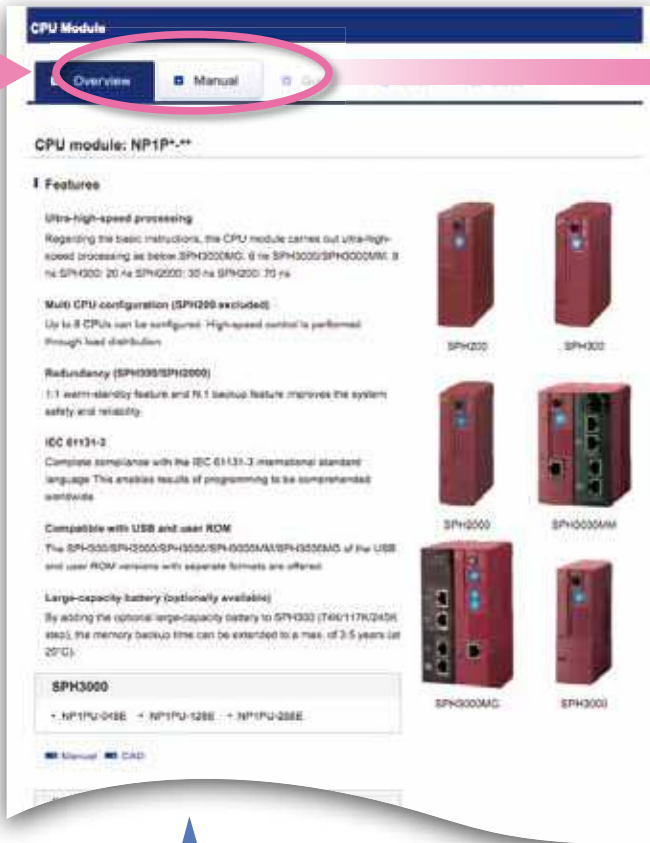 CPU Module
Overview
Manual
CPU module: NP1P*-**
Features
Ultra-high-speed processing
Regarding the basic instructions, the CPU module carries out ultra-high-
speed processing as below.SPH3000MG: 6 ns SPH3000/SPH3000MM: 9
ns SPH300: 20 ns SPH2000: 30 ns SPH200: 70 ns
Multi CPU configuration (SPH200 excluded)
Up to 8 CPUs can be configured. High-speed control is performed
through load distribution.
Redundancy (SPH300/SPH2000)
1:1 warm-standby feature and N:1 backup feature improves the system
safety and reliability.
IEC 61131-3
Complete compliance with the IEC 61131-3 international standard
language This enables results of programming to be comprehended
worldwide.
Compatible with USB and user ROM
The SPH300/SPH2000/SPH3000/SPH3000MM/SPH3000MG of the USB
and user ROM versions with separate formats are offered.
Large-capacity battery (optionally available)
By adding the optional large-capacity battery to SPH300 (74K/117K/245K
step), the memory backup time can be extended to a max. of 3.5 years (at
25°C).
SPH3000
NP1PU-048E NP1PU-128E NP1PU-256E
Manual CAD
SPH200
SPH300
SPH2000
SPH3000MM
SPH3000MG
SPH3000